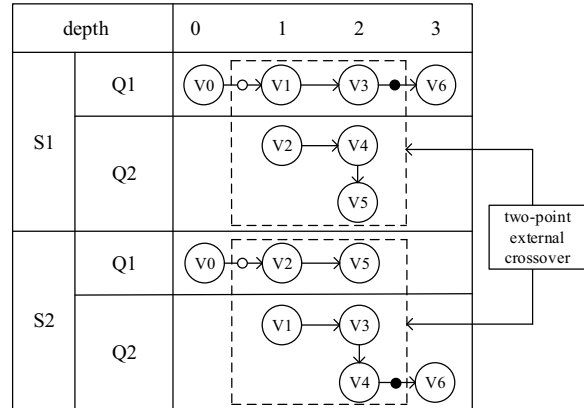 depth 0 1 2 3
S1 Q1 V0 V1 V3 V6
Q2 V2 V4
V5
two-point
external
crossover
S2 Q1 V0 V2 V5
Q2 V1 V3
V4 V6